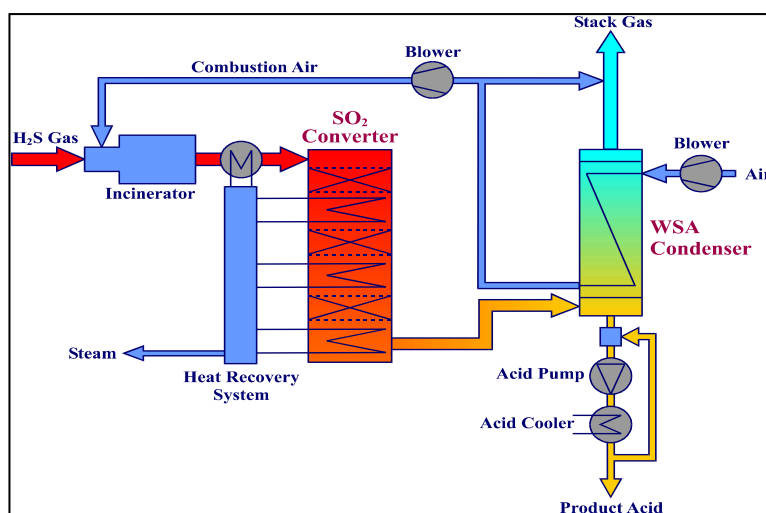 Stack Gas
Blower
Combustion Air
H₂S Gas
SO₂
Converter
Blower
Air
Incinerator
WSA
Condenser
Steam
Heat Recovery
System
Acid Pump
Acid Cooler
Product Acid